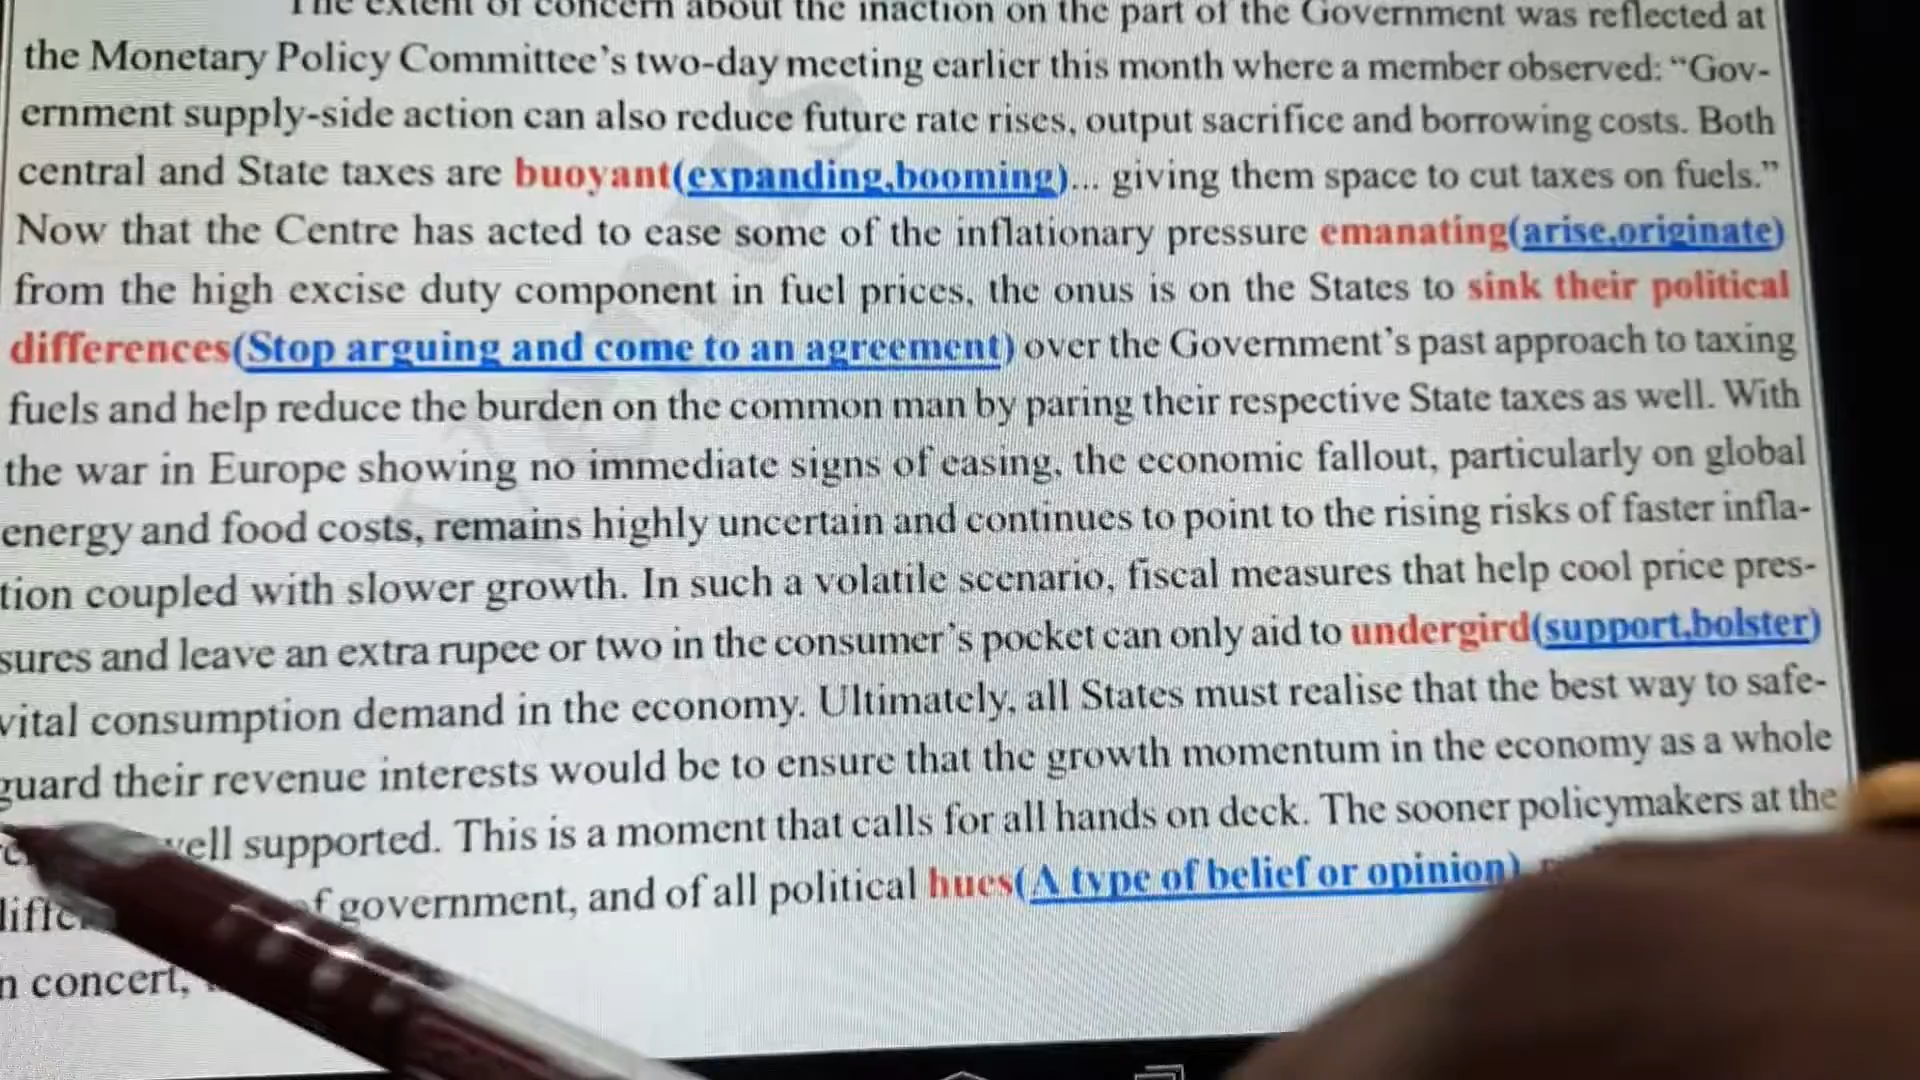 The extent of concern about the inaction on the part of the Government was reflected at
the Monetary Policy Committee's two-day meeting earlier this month where a member observed: “Gov-
ernment supply-side action can also reduce future rate rises, output sacrifice and borrowing costs. Both
central and State taxes are buoyant(expanding,booming)... giving them space to cut taxes on fuels.”
Now that the Centre has acted to ease some of the inflationary pressure emanating(arise,originate)
from the high excise duty component in fuel prices, the onus is on the States to sink their political
differences(Stop arguing and come to an agreement) over the Government's past approach to taxing
fuels and help reduce the burden on the common man by paring their respective State taxes as well. With
the war in Europe showing no immediate signs of easing, the economic fallout, particularly on global
energy and food costs, remains highly uncertain and continues to point to the rising risks of faster infla-
tion coupled with slower growth. In such a volatile scenario, fiscal measures that help cool price pres-
sures and leave an extra rupee or two in the consumer's pocket can only aid to undergird(support,bolster)
vital consumption demand in the economy. Ultimately, all States must realise that the best way to safe-
guard their revenue interests would be to ensure that the growth momentum in the economy as a whole
supported. This is a moment that calls for all hands on deck. The sooner policymakers at the
government, and of all political hues(A type of belief or opinion)
concert,